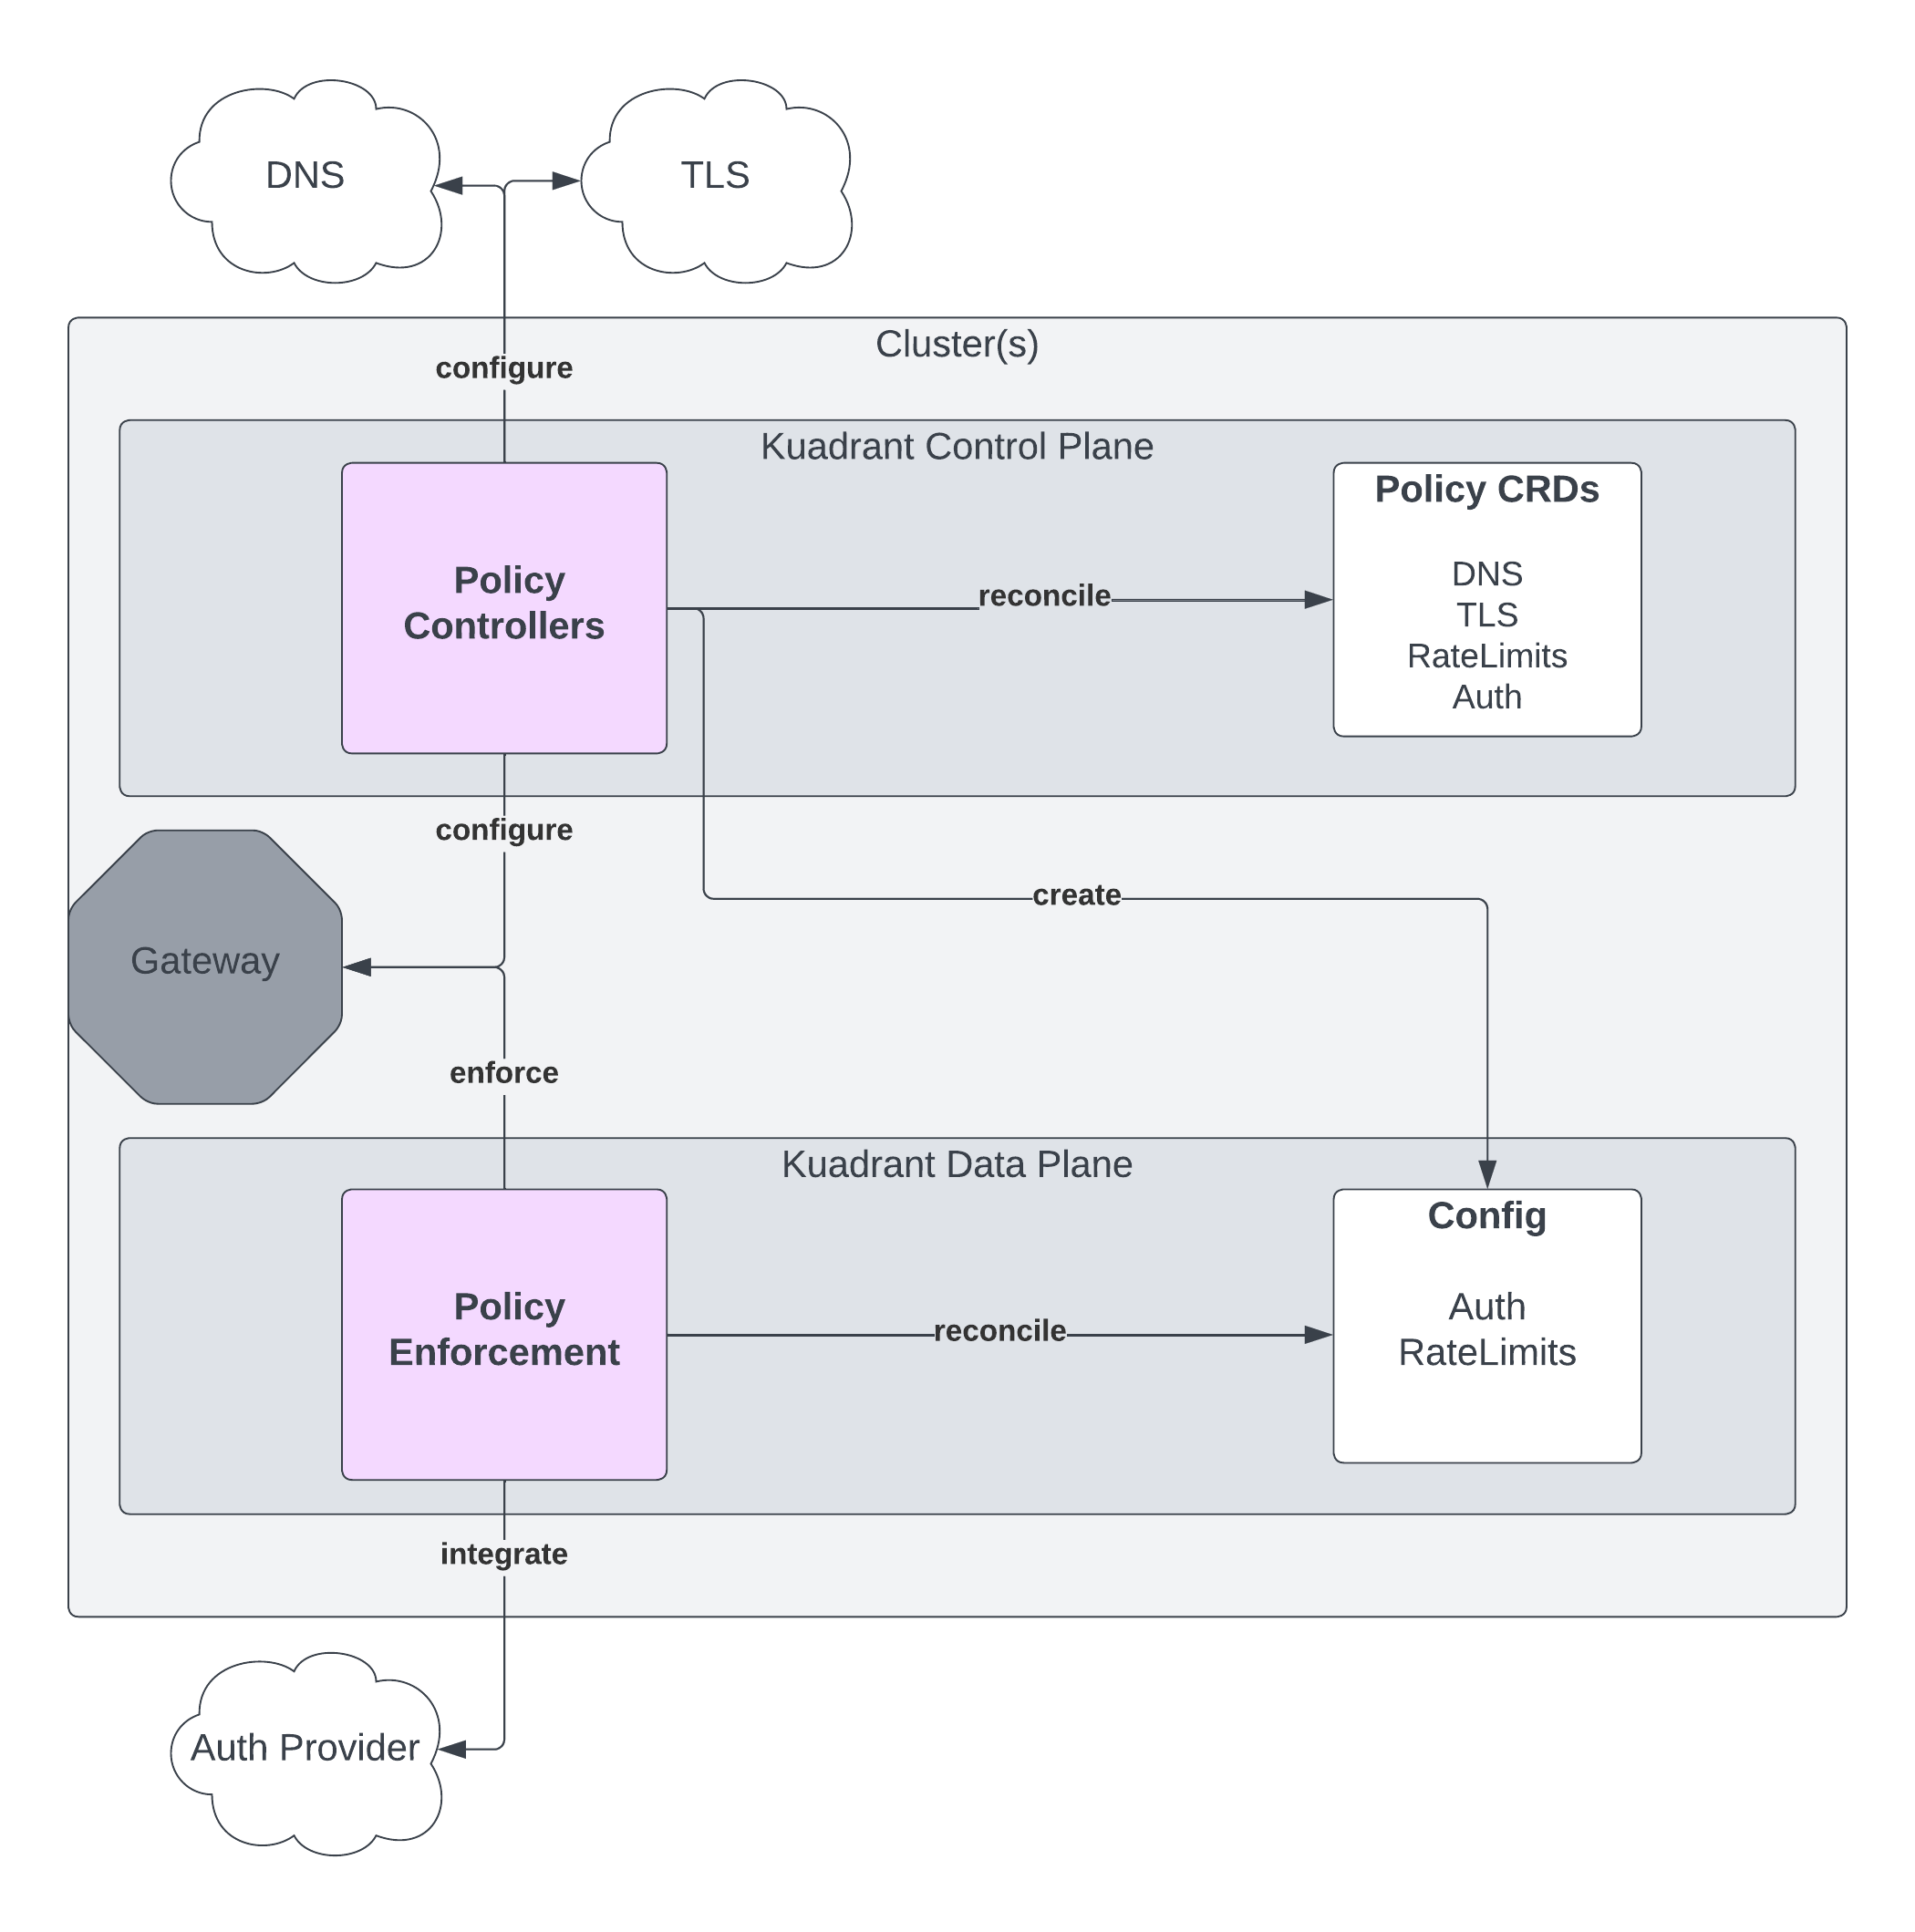 DNS
TLS
Cluster(s)
configure
Kuadrant Control Plane
Policy
Controllers
reconcile
Policy CRDs
DNS
TLS
RateLimits
Auth
configure
create
Gateway
enforce
Kuadrant Data Plane
Policy
Enforcement
reconcile
Config
Auth
RateLimits
integrate
Auth Provider